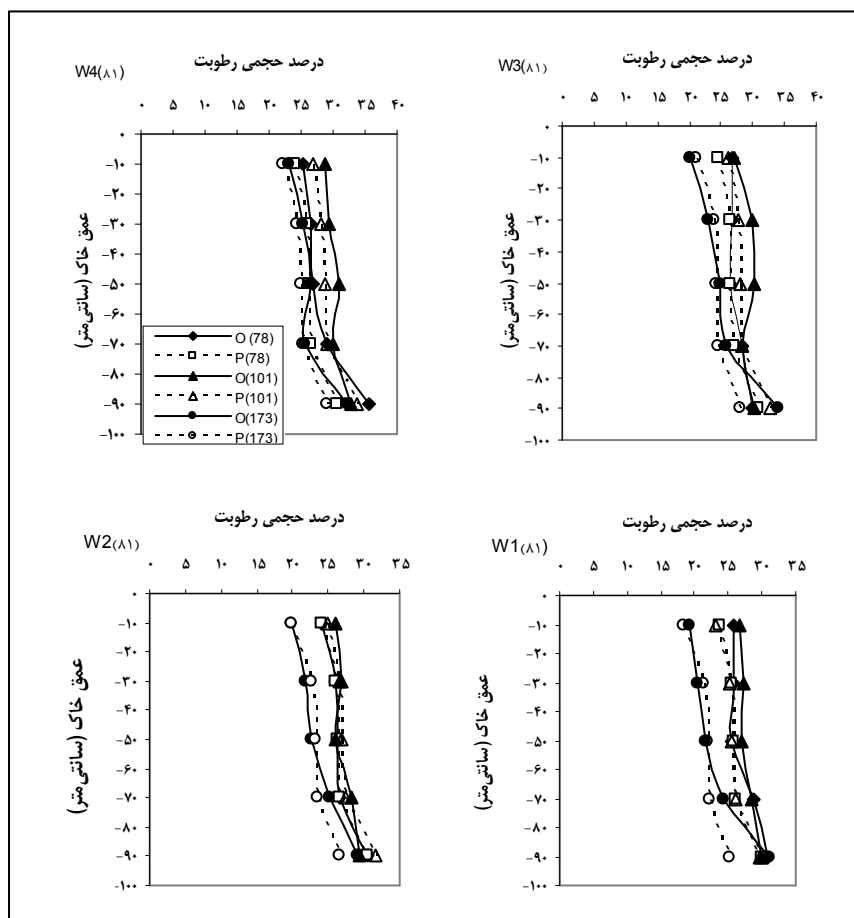 درصد حجمی رطوبت
W3(۸۱)
۰ ۱۰ ۲۰ ۲۵ ۳۰ ۳۵ ۴۰
۰
-۱۰
-۲۰
-۳۰
-۴۰
-۵۰
-۶۰
-۷۰
-۸۰
-۹۰
-۱۰۰
عمق خاک (سانتی‌متر)
درصد حجمی رطوبت
W4(۸۱)
۰ ۵ ۱۰ ۱۵ ۲۰ ۲۵ ۳۰ ۳۵ ۴۰
۰
-۱۰
-۲۰
-۳۰
-۴۰
-۵۰
-۶۰
-۷۰
-۸۰
-۹۰
-۱۰۰
عمق خاک (سانتی‌متر)
O (78)
P(78)
O(101)
P(101)
O(173)
P(173)
درصد حجمی رطوبت
W1(۸۱)
۰ ۵ ۱۰ ۱۵ ۲۰ ۲۵ ۳۰ ۳۵
۰
-۱۰
-۲۰
-۳۰
-۴۰
-۵۰
-۶۰
-۷۰
-۸۰
-۹۰
-۱۰۰
عمق خاک (سانتی‌متر)
درصد حجمی رطوبت
W2(۸۱)
۰ ۵ ۱۰ ۱۵ ۲۰ ۲۵ ۳۰ ۳۵
۰
-۱۰
-۲۰
-۳۰
-۴۰
-۵۰
-۶۰
-۷۰
-۸۰
-۹۰
-۱۰۰
عمق خاک (سانتی‌متر)